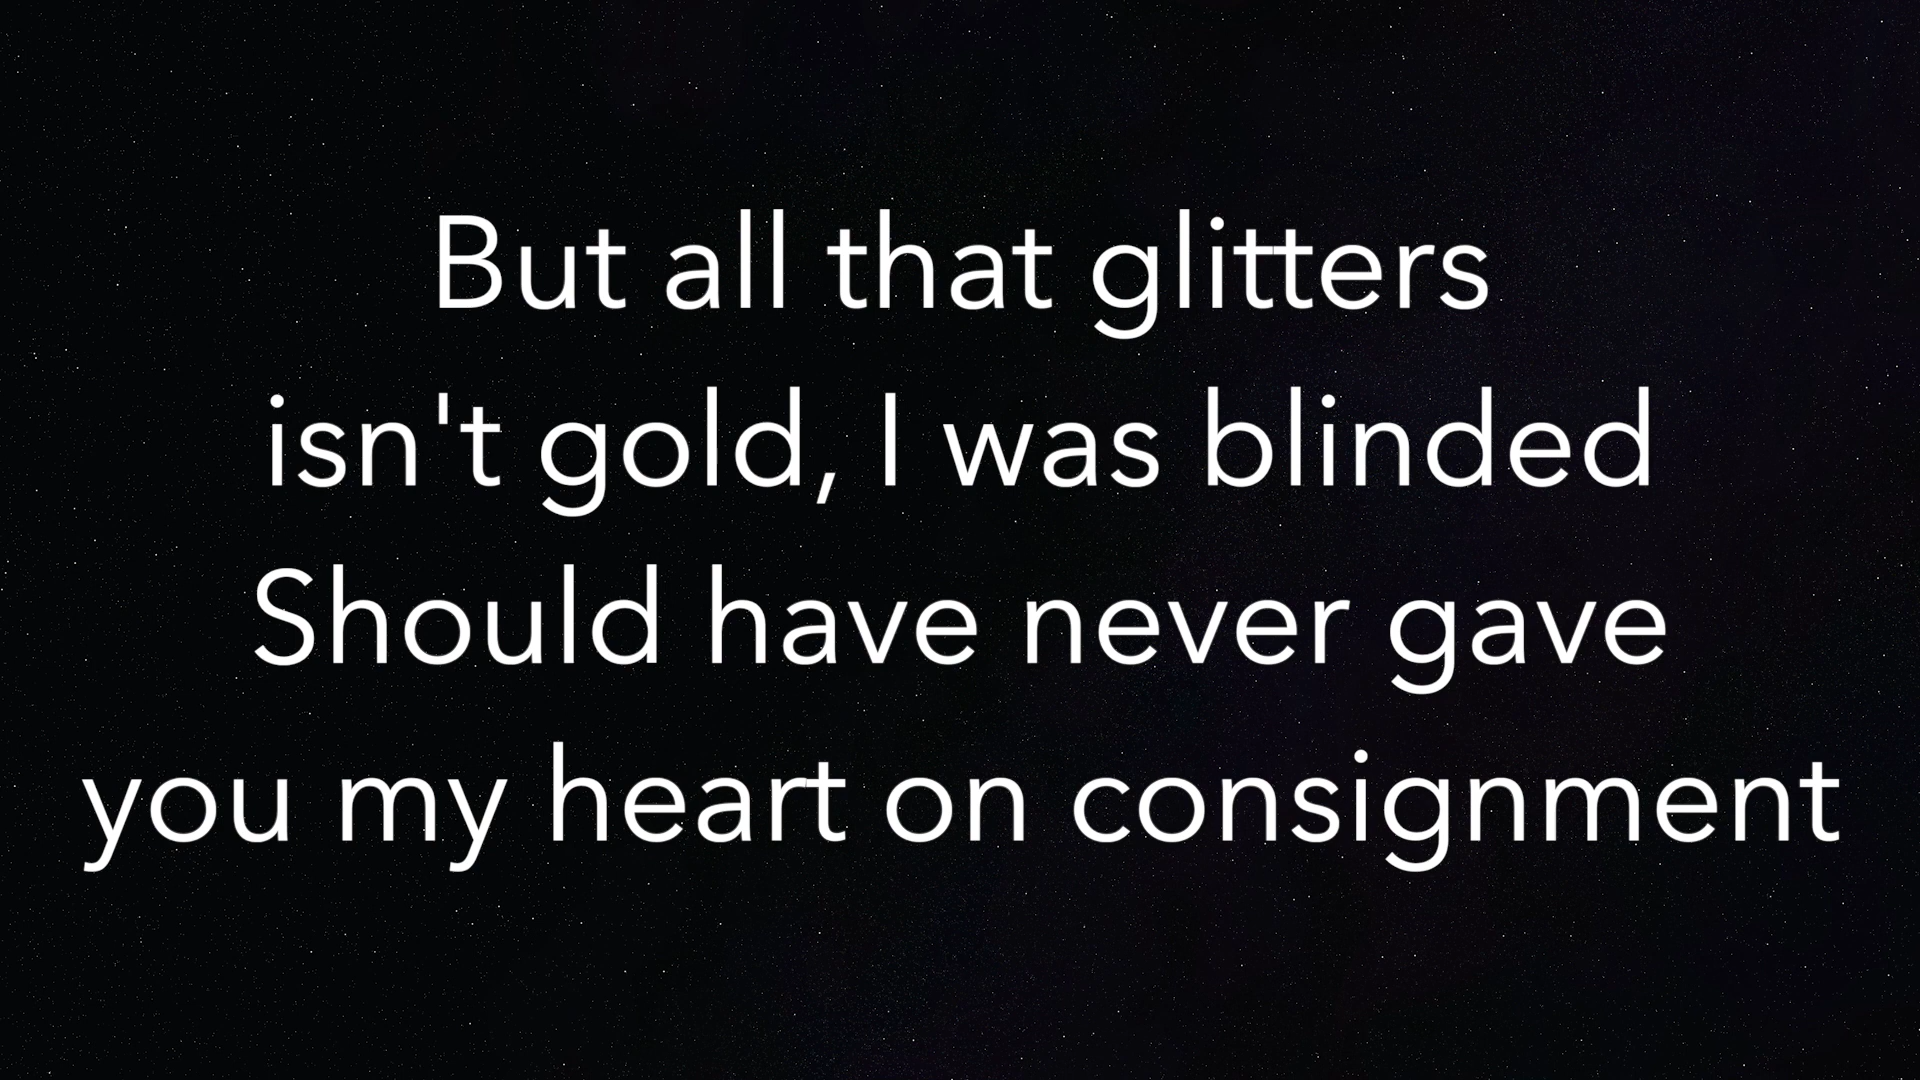 But all that glitters
isn't gold, I was blinded
Should have never gave
you my heart on consignment